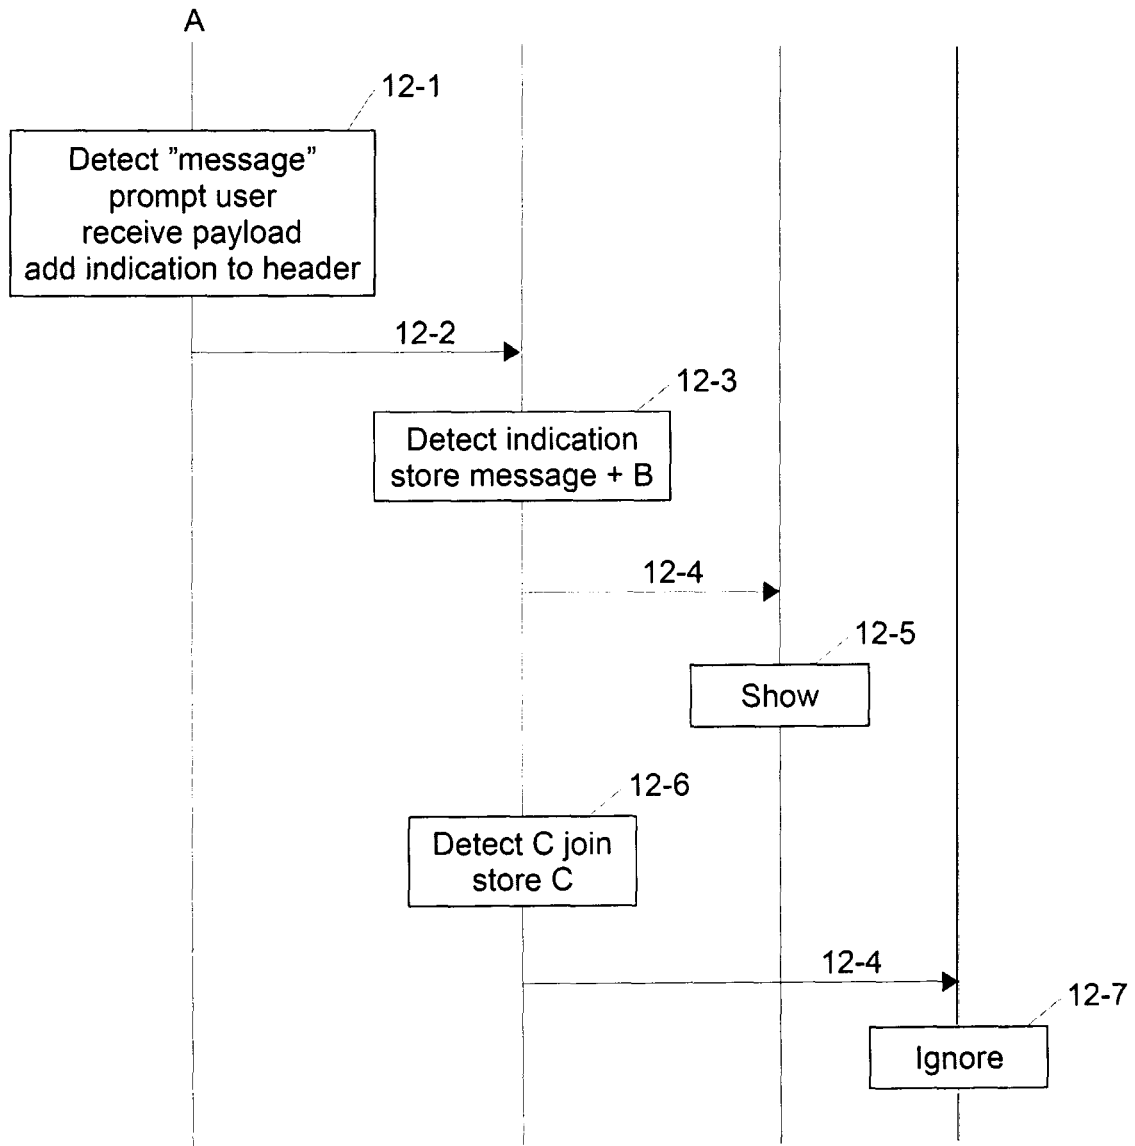 A
12-1
Detect ”message”
prompt user
receive payload
add indication to header
12-2
12-3
Detect indication
store message + B
12-4
12-5
Show
12-6
Detect C join
store C
12-4
12-7
Ignore